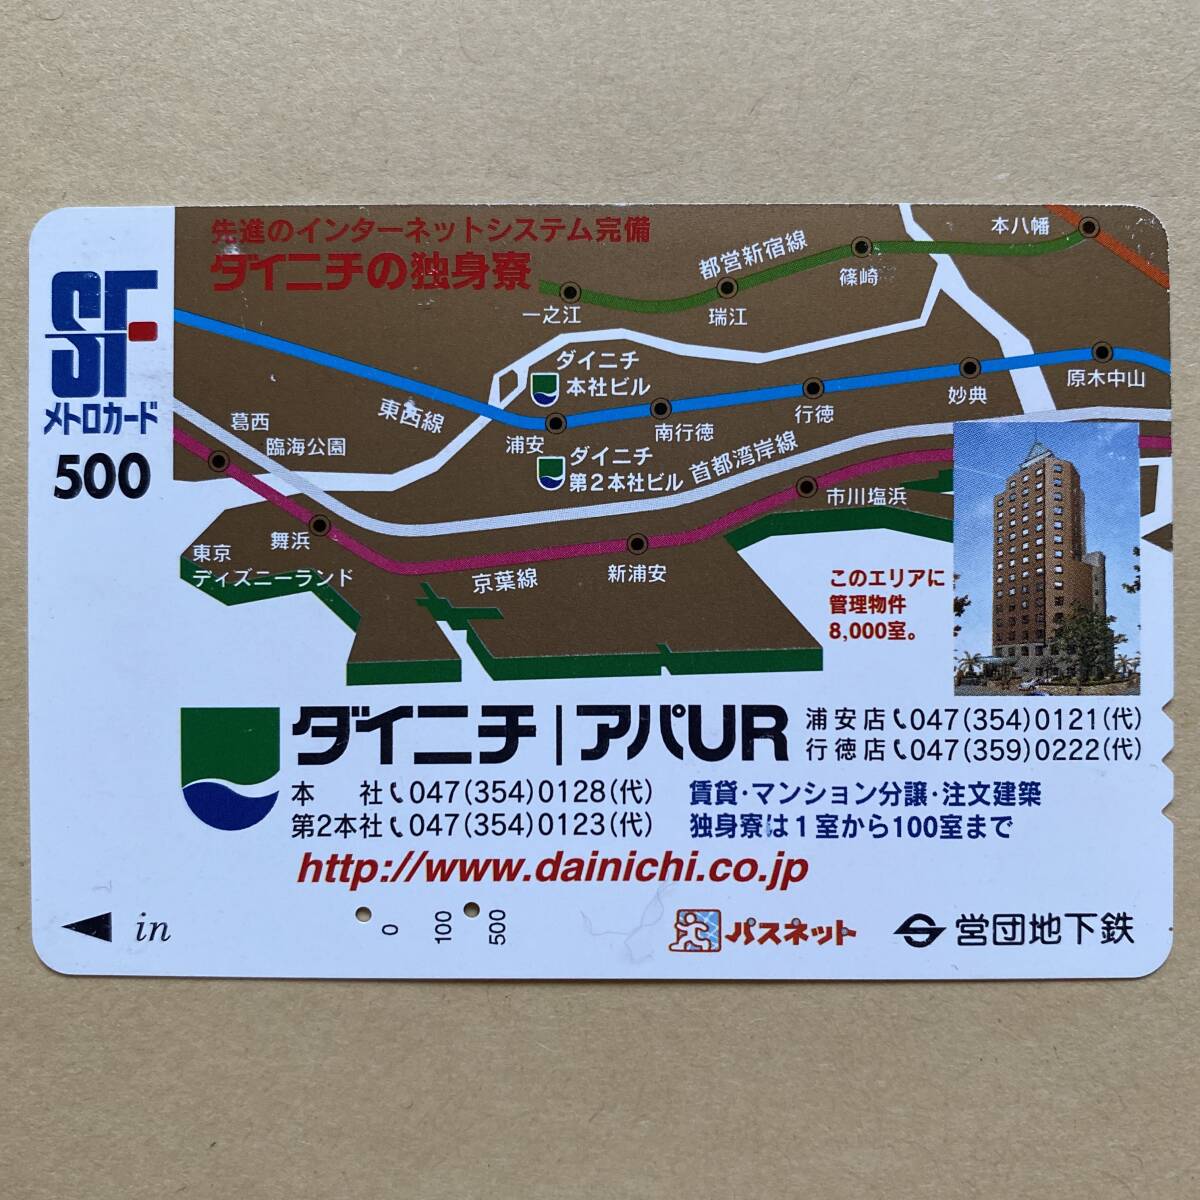 先進のインターネットシステム完備
ダイニチの独身寮
SF
メトロカード
500
本八幡
都営新宿線
篠崎
瑞江
一之江
ダイニチ
本社ビル
原木中山
妙典
行徳
南行徳
浦安
東西線
葛西
臨海公園
ダイニチ
第2本社ビル
首都湾岸線
市川塩浜
舞浜
東京
ディズニーランド
京葉線
新浦安
このエリアに
管理物件
8,000室。
ダイニチ|アパUR
浦安店 047(354)0121(代)
行徳店 047(359)0222(代)
本 社 047(354)0128(代)
第2本社 047(354)0123(代)
賃貸・マンション分譲・注文建築
独身寮は1室から100室まで
http://www.dainichi.co.jp
in
0
100
500
パスネット
営団地下鉄